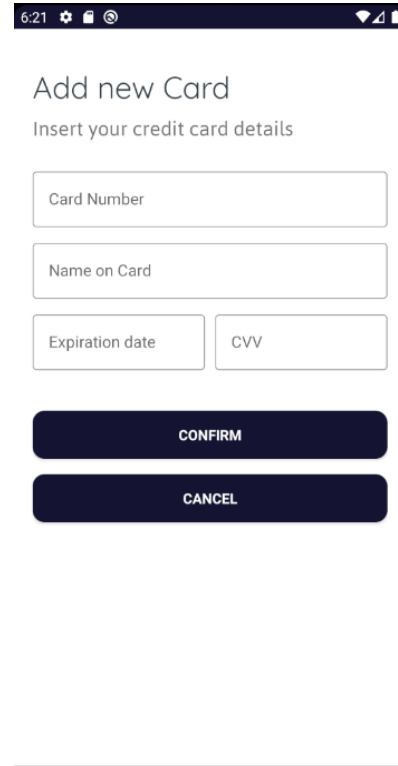 6:21
Add new Card
Insert your credit card details
Card Number
Name on Card
Expiration date
CVV
CONFIRM
CANCEL